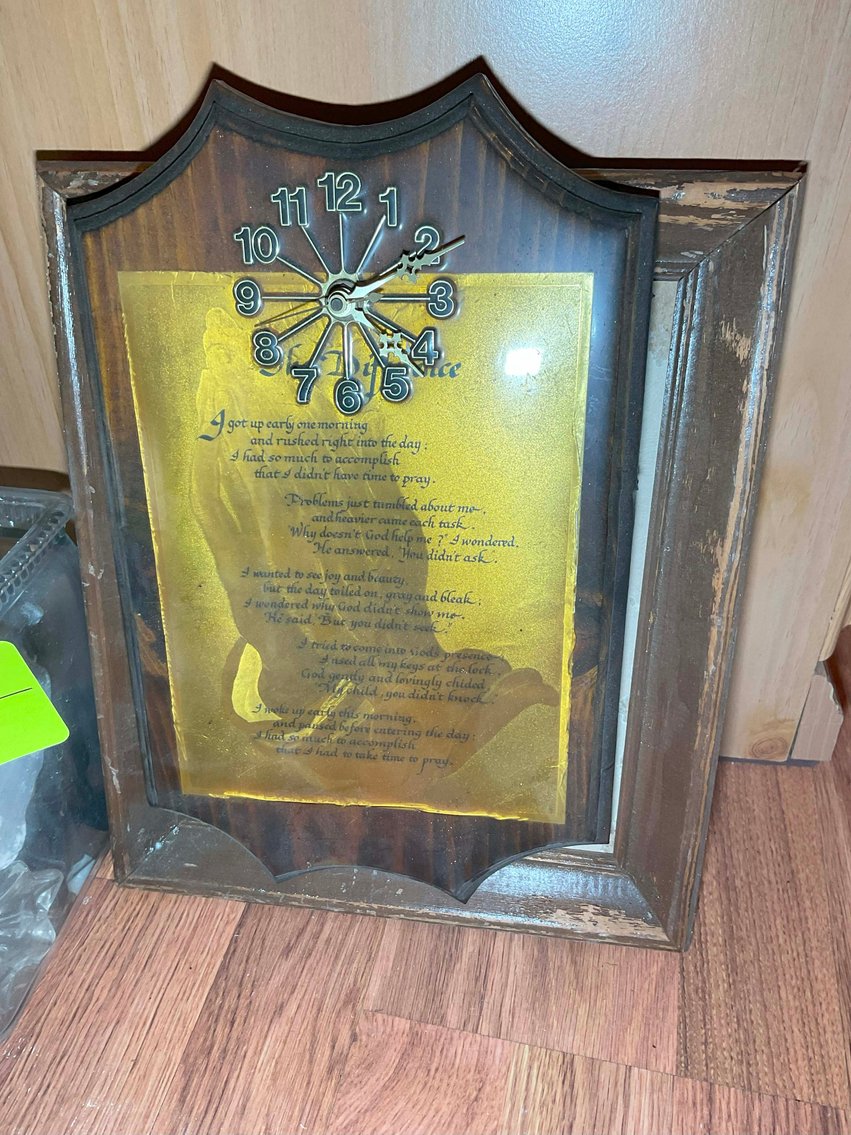 12
11 1
10 2
9 3
8 4
7 5
6
The Difference
I got up early one morning
and rushed right into the day;
I had so much to accomplish
that I didn't have time to pray.
Problems just tumbled about me,
and heavier came each task.
"Why doesn't God help me?" I wondered.
He answered, "You didn't ask."
I wanted to see joy and beauty,
but the day toiled on, gray and bleak;
I wondered why God didn't show me.
He said, "But you didn't seek."
I tried to come into God's presence
I used all my keys at the lock.
God gently and lovingly chided,
"My child, you didn't knock."
I woke up early this morning,
and paused before entering the day;
I had so much to accomplish
that I had to take time to pray.